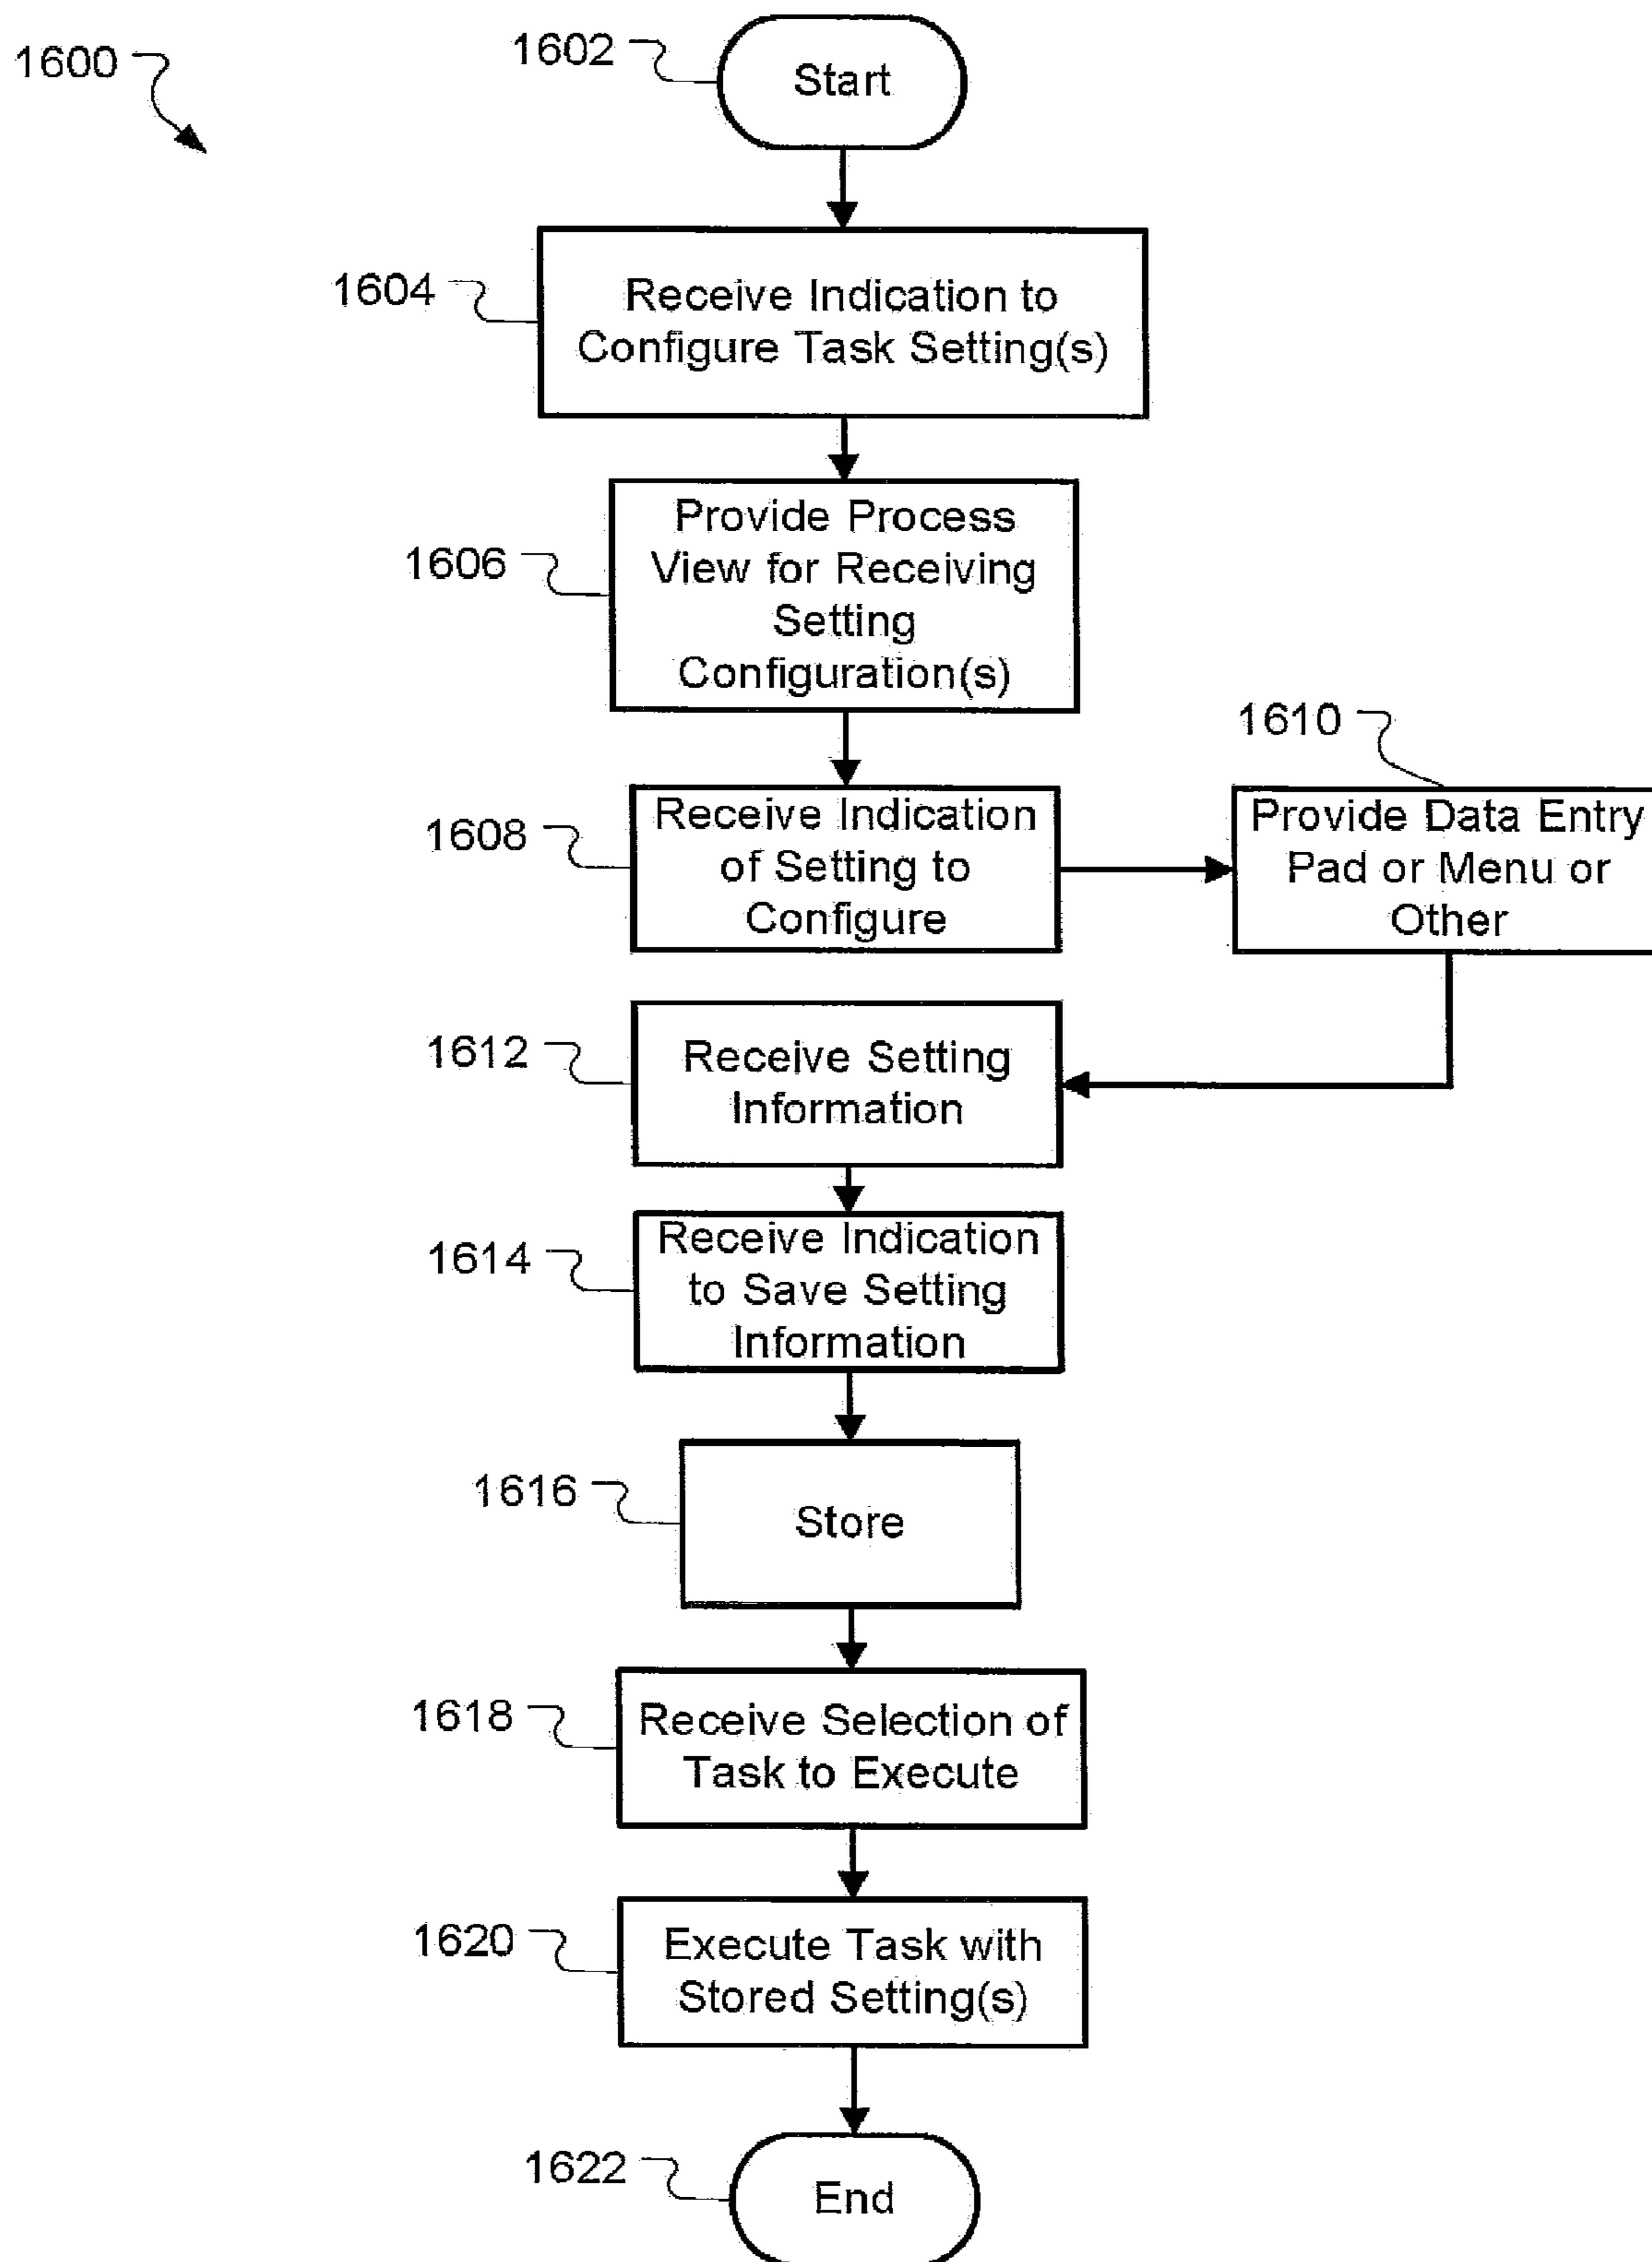 1600
1602
Start
1604
Receive Indication to
Configure Task Setting(s)
1606
Provide Process
View for Receiving
Setting
Configuration(s)
1608
Receive Indication
of Setting to
Configure
1610
Provide Data Entry
Pad or Menu or
Other
1612
Receive Setting
Information
1614
Receive Indication
to Save Setting
Information
1616
Store
1618
Receive Selection of
Task to Execute
1620
Execute Task with
Stored Setting(s)
1622
End